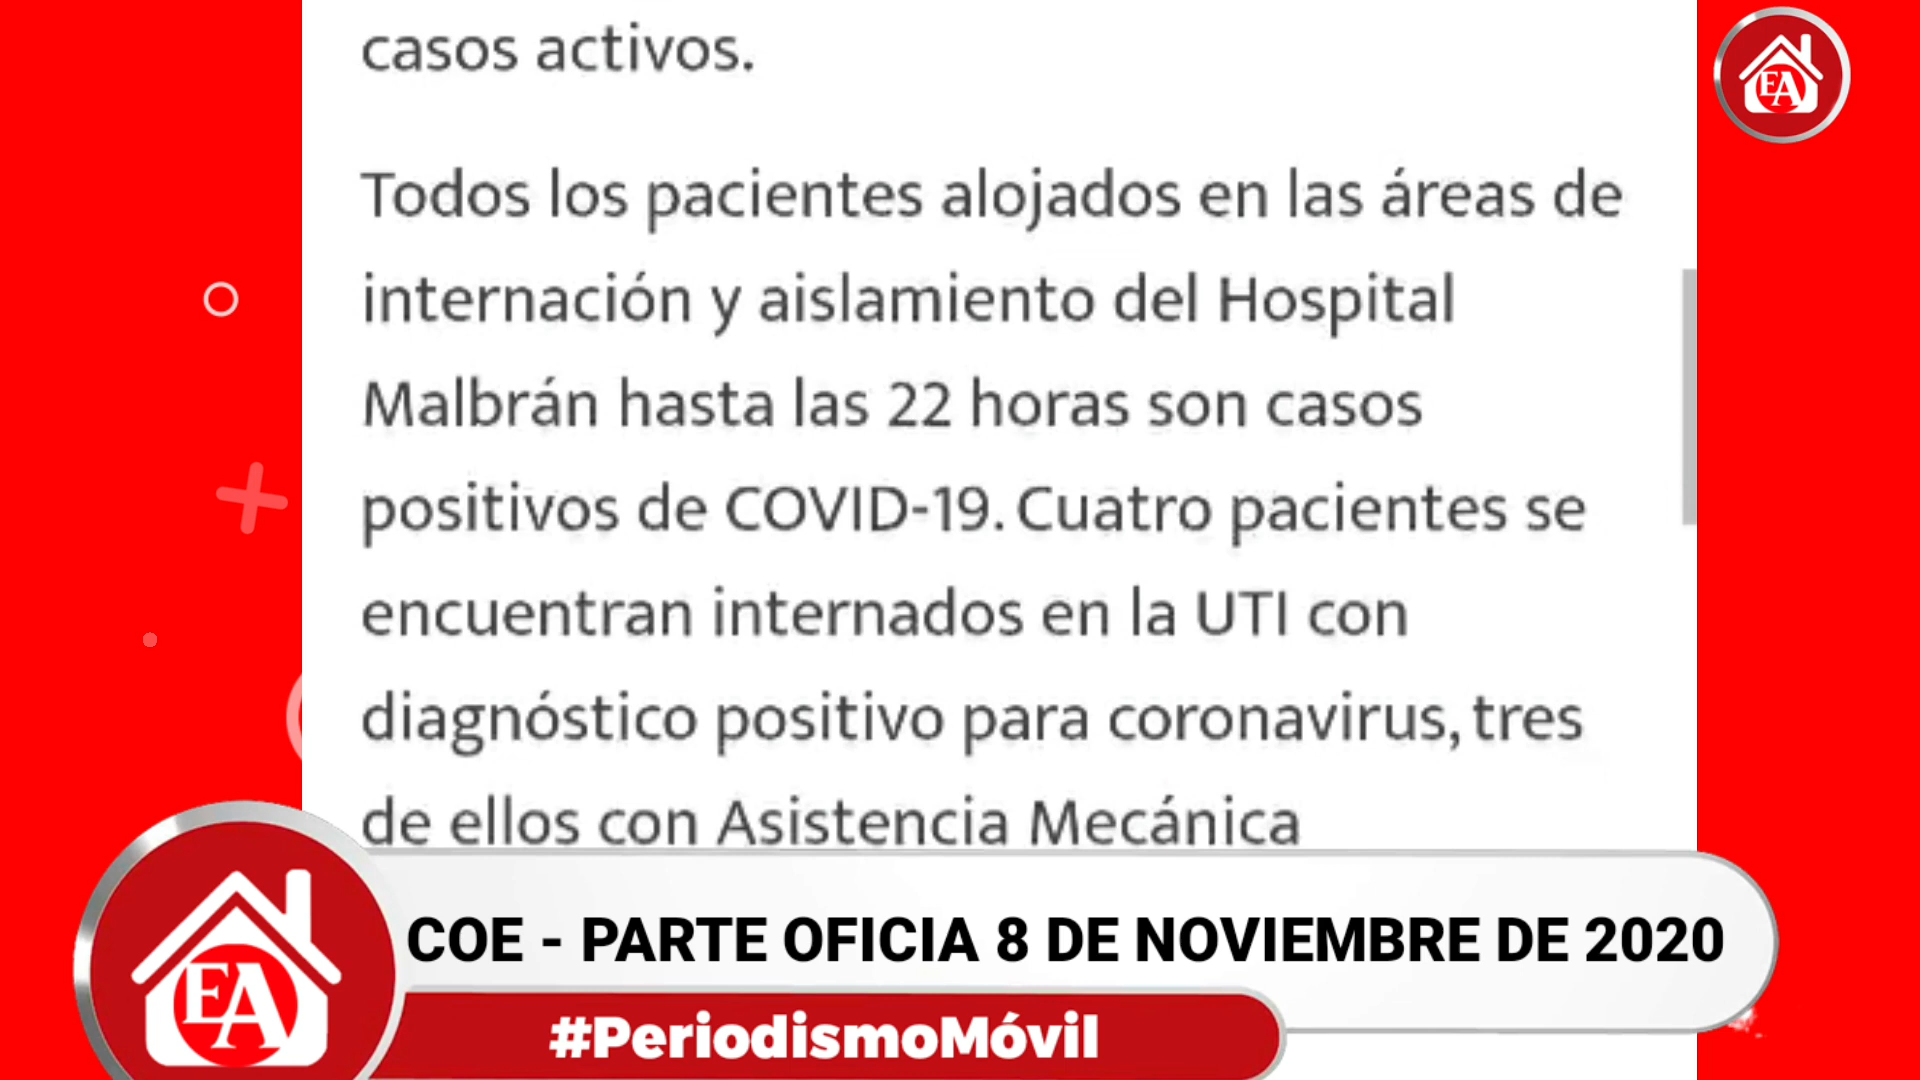 casos activos.
Todos los pacientes alojados en las áreas de
internación y aislamiento del Hospital
Malbrán hasta las 22 horas son casos
positivos de COVID-19. Cuatro pacientes se
encuentran internados en la UTI con
diagnóstico positivo para coronavirus, tres
de ellos con Asistencia Mecánica
COE - PARTE OFICIA 8 DE NOVIEMBRE DE 2020
#PeriodismoMóvil
EA
EA